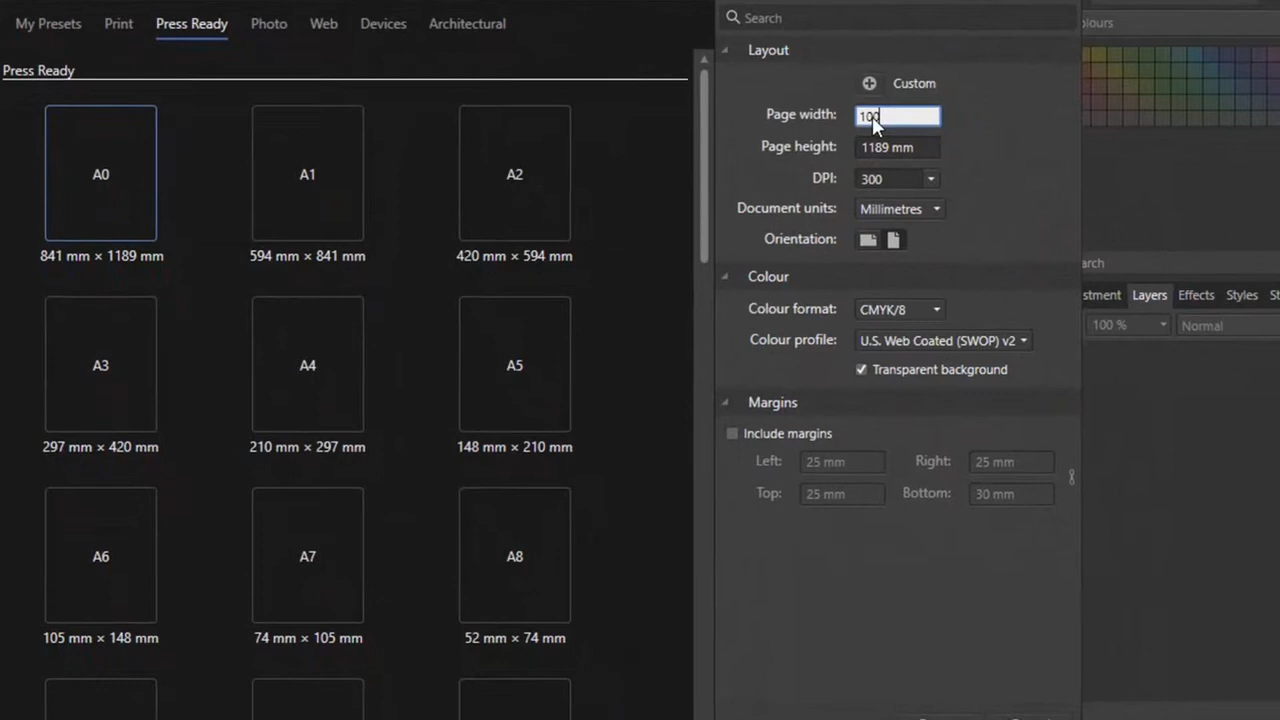 My Presets Print Press Ready Photo Web Devices Architectural
Press Ready
A0
841 mm × 1189 mm
A1
594 mm × 841 mm
A2
420 mm × 594 mm
A3
297 mm × 420 mm
A4
210 mm × 297 mm
A5
148 mm × 210 mm
A6
105 mm × 148 mm
A7
74 mm × 105 mm
A8
52 mm × 74 mm
Search
Layout
Custom
Page width: 100
Page height: 1189 mm
DPI: 300
Document units: Millimetres
Orientation:
Colour
Colour format: CMYK/8
Colour profile: U.S. Web Coated (SWOP) v2
Transparent background
Margins
Include margins
Left: 25 mm Right: 25 mm
Top: 25 mm Bottom: 30 mm
olours
arch
stment Layers Effects Styles St
100 % Normal